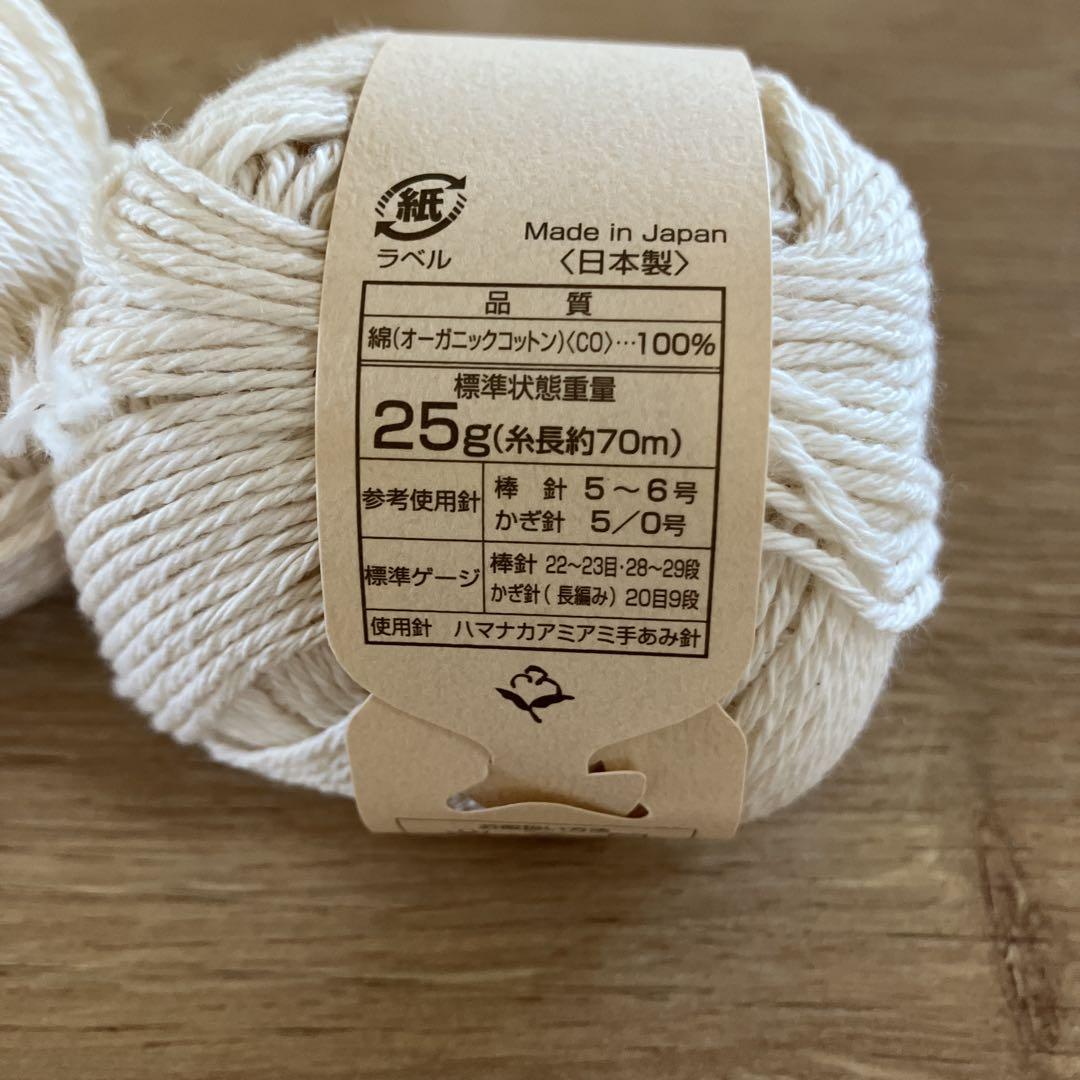 紙
ラベル
Made in Japan
〈日本製〉
品 質
綿(オーガニックコットン)〈CO〉…100%
標準状態重量
25g(糸長約70m)
参考使用針
棒 針 5～6号
かぎ針 5/0号
標準ゲージ
棒針 22～23目・28～29段
かぎ針(長編み) 20目9段
使用針 ハマナカアミアミ手あみ針